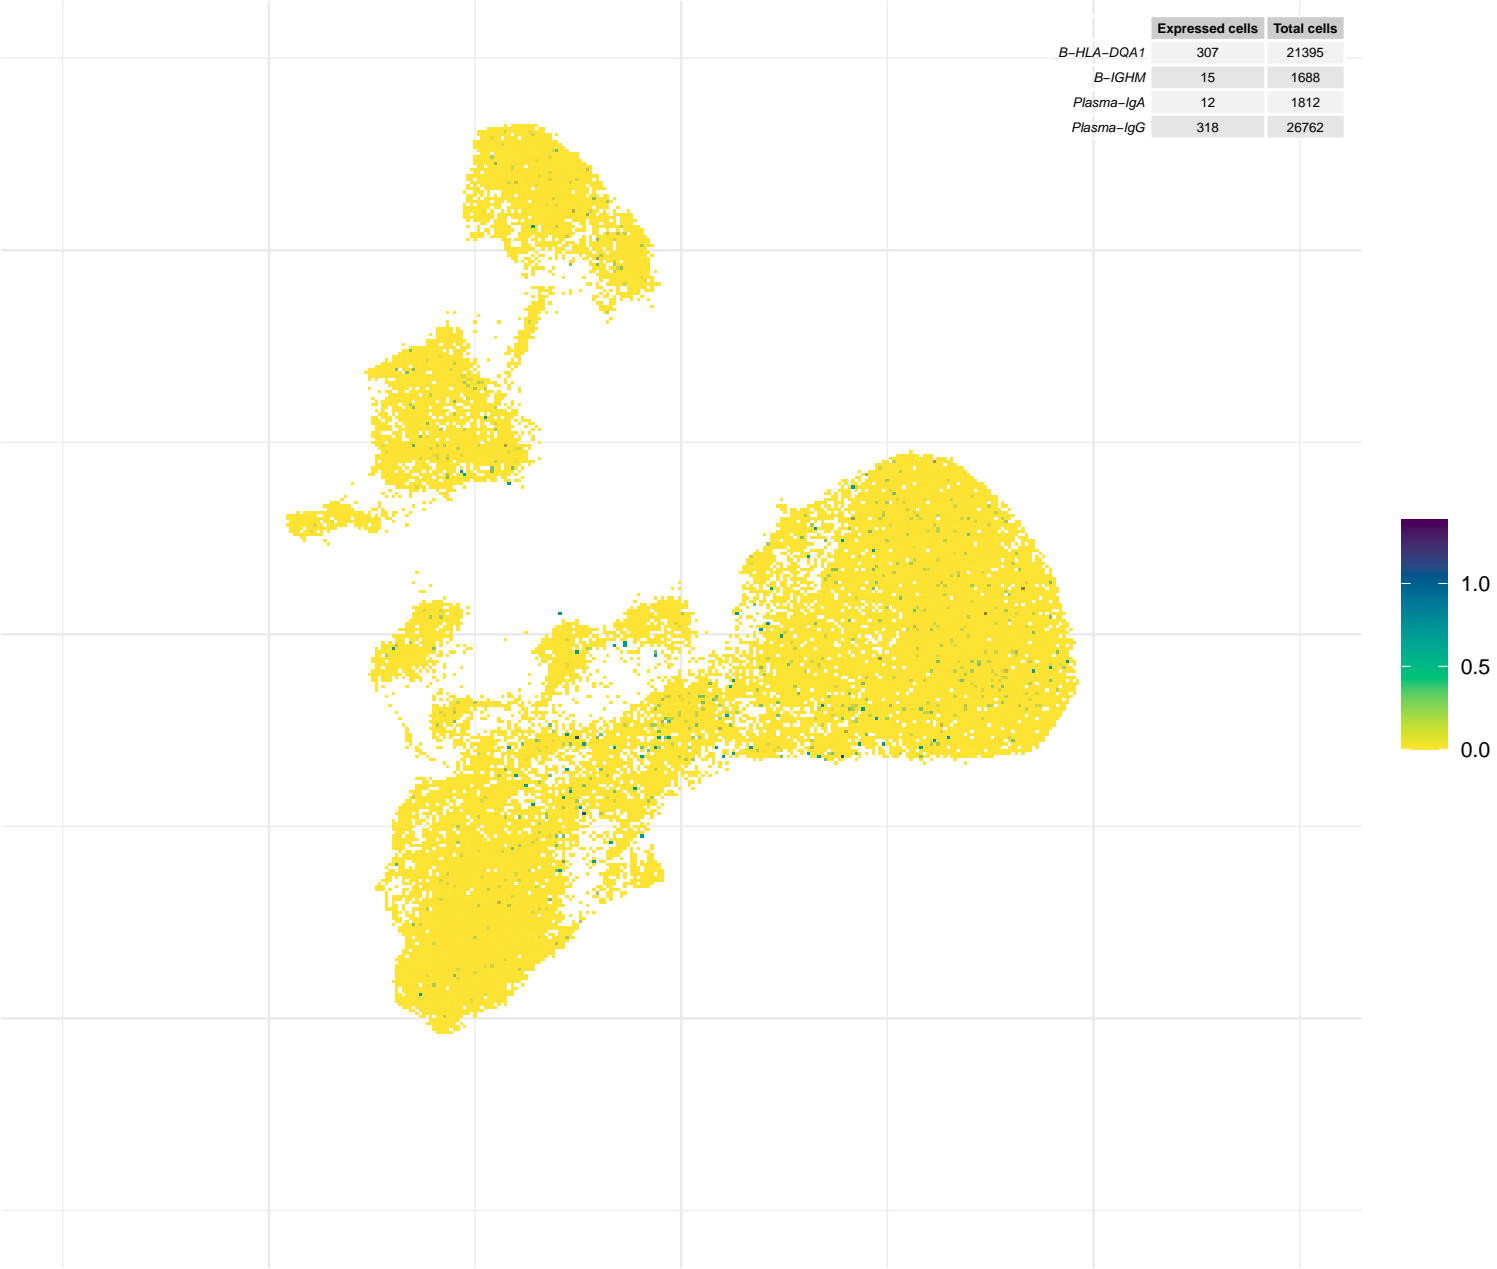 Expressed cells Total cells
B−HLA−DQA1 307 21395
B−IGHM 15 1688
Plasma−IgA 12 1812
Plasma−IgG 318 26762
1.0
0.5
0.0